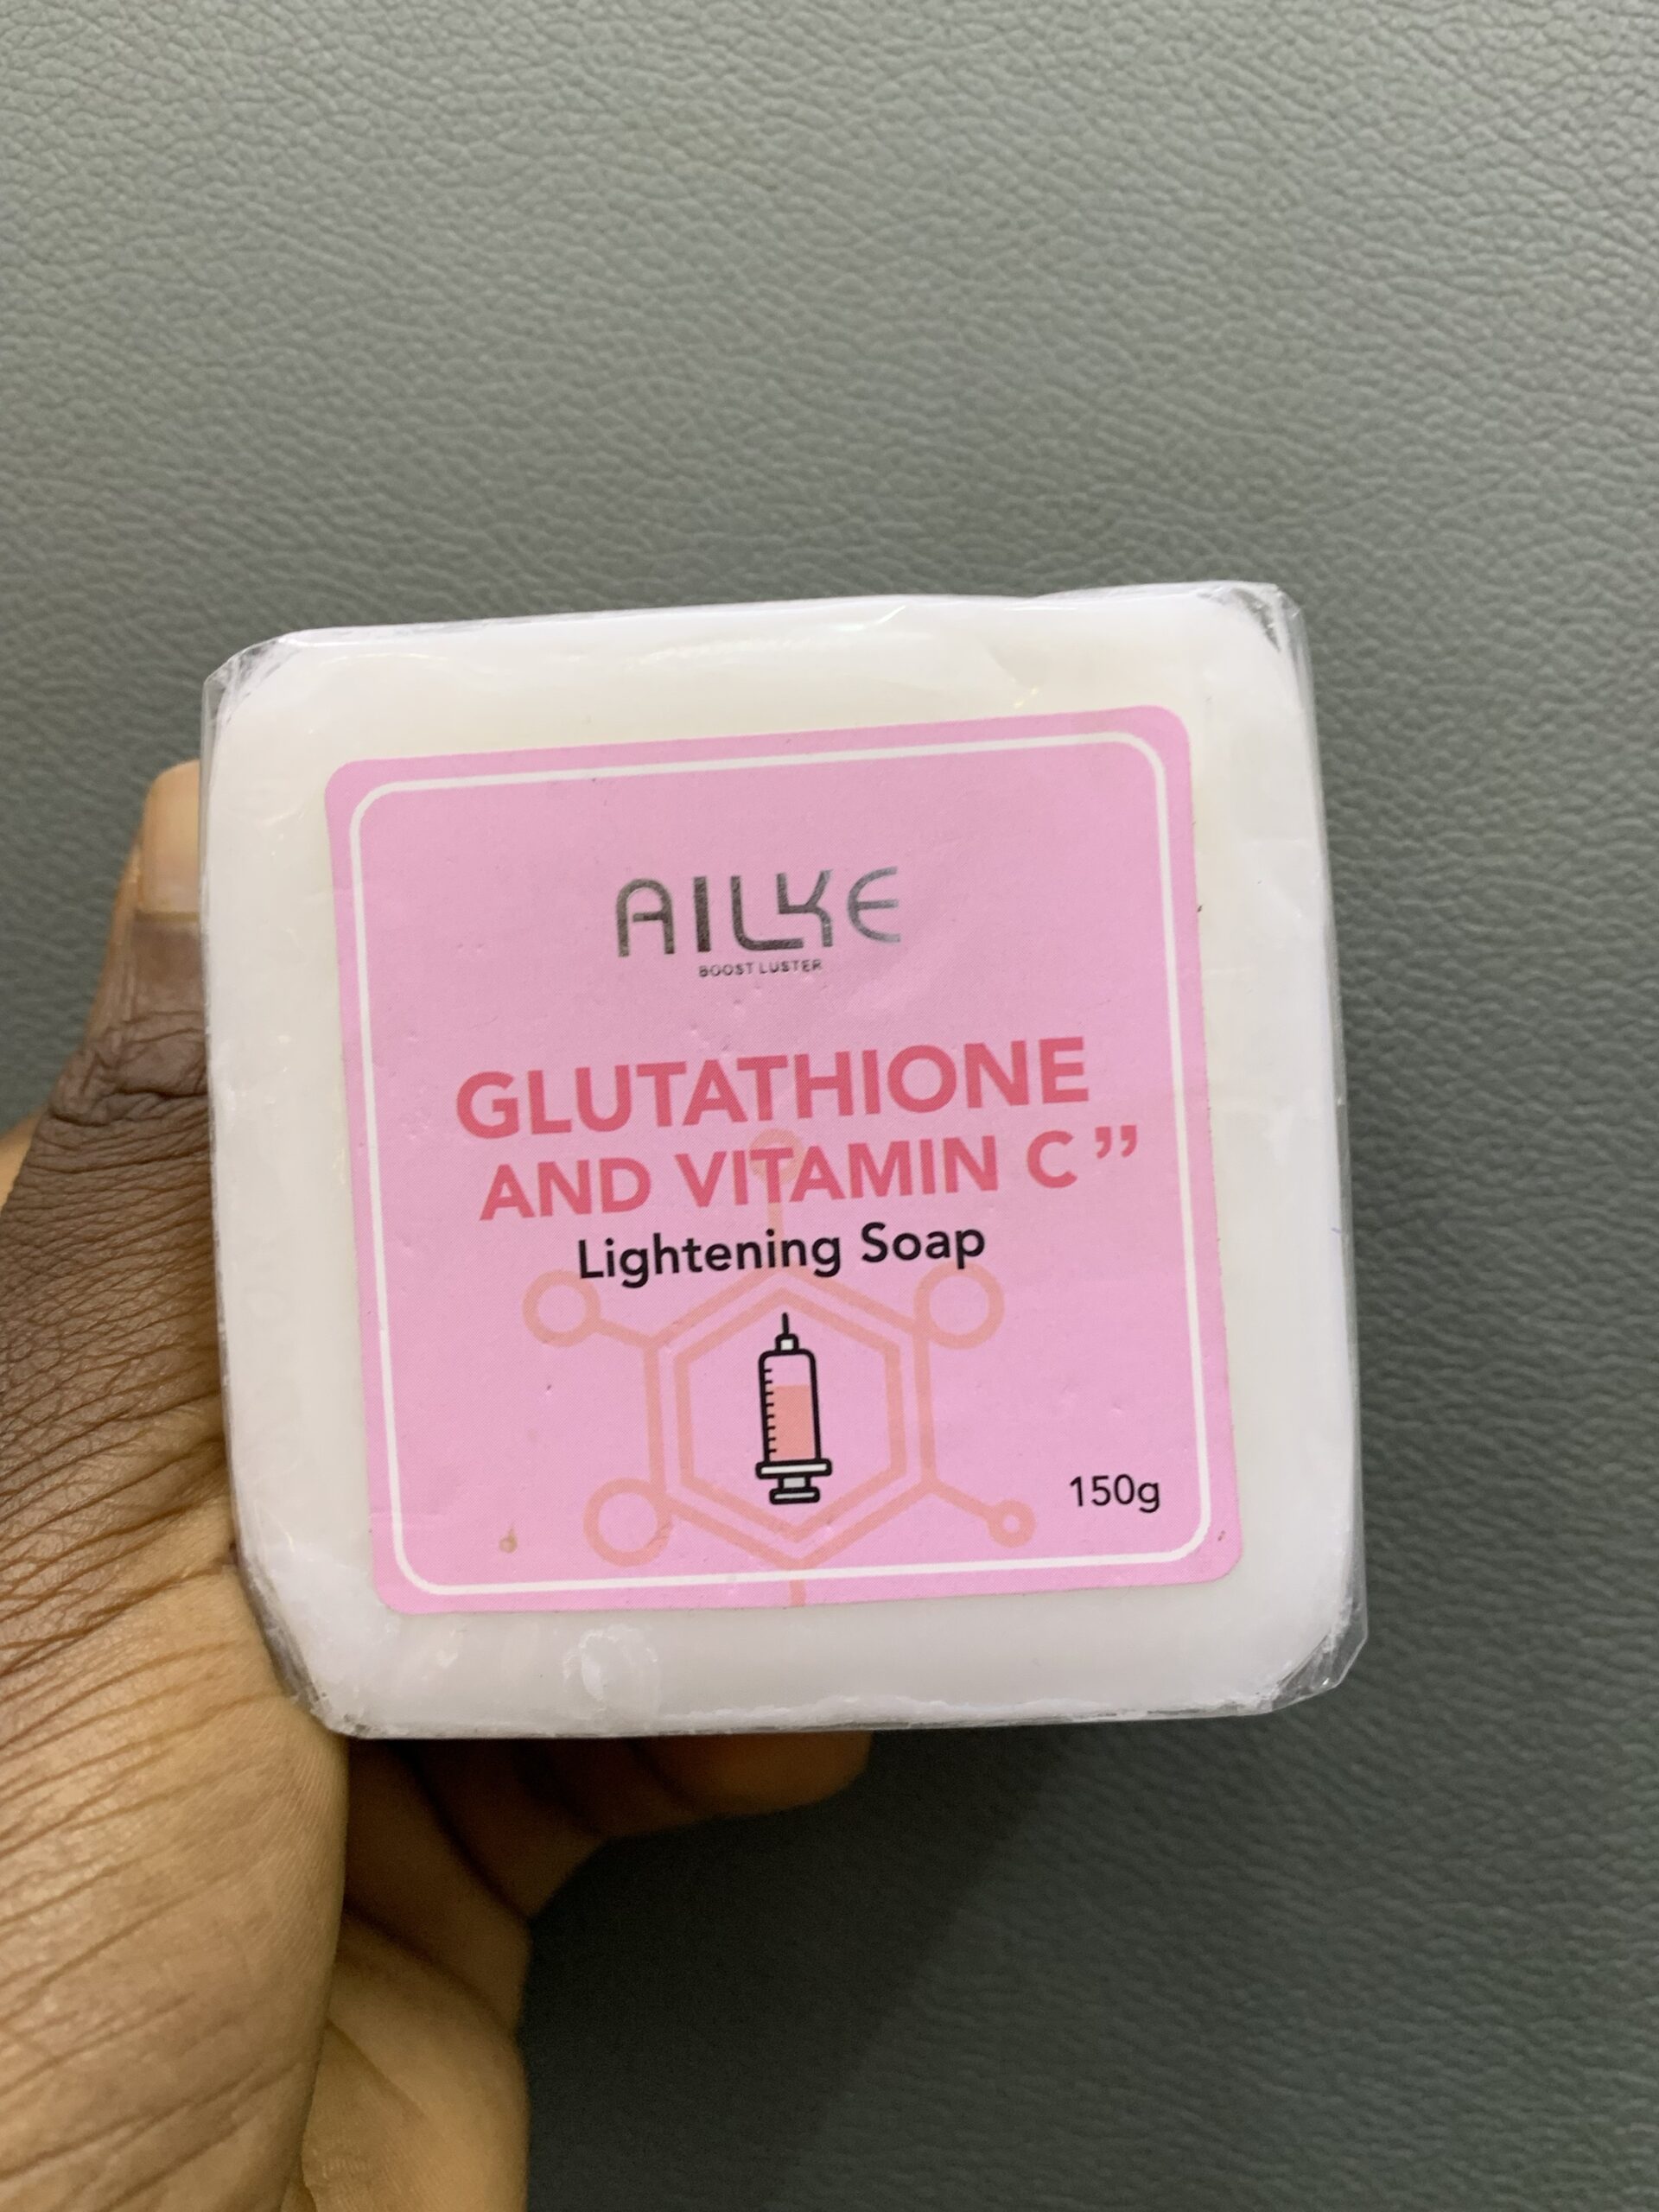 AILKE
BOOST LUSTER
GLUTATHIONE
AND VITAMIN C ”
Lightening Soap
150g